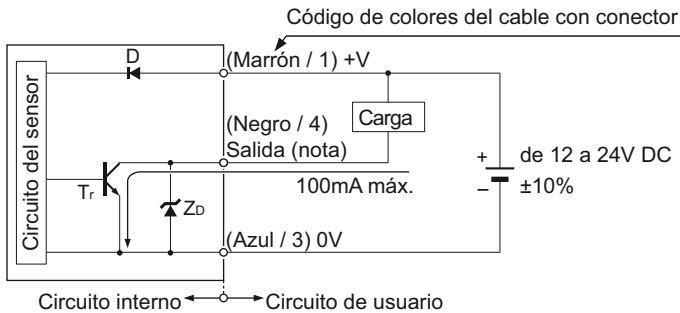 Código de colores del cable con conector
D
(Marrón / 1) +V
Circuito del sensor
(Negro / 4)
Salida (nota)
Carga
Tr
ZD
100mA máx.
+
−
de 12 a 24V DC
±10%
(Azul / 3) 0V
Circuito interno
Circuito de usuario